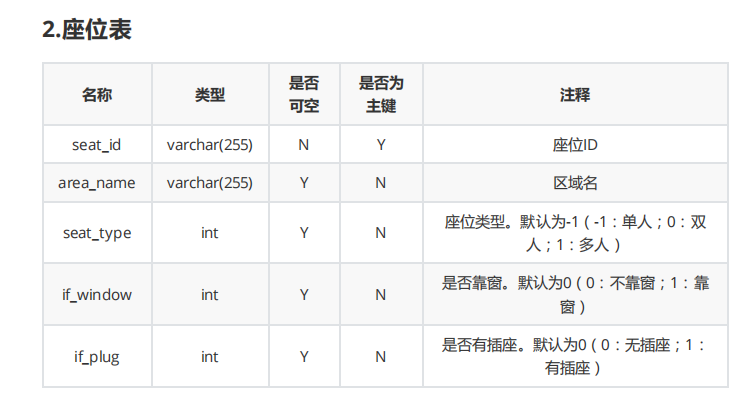 2.座位表
名称 类型 是否可空 是否为主键 注释
seat_id varchar(255) N Y 座位ID
area_name varchar(255) Y N 区域名
seat_type int Y N 座位类型。默认为-1（-1：单人；0：双人；1：多人）
if_window int Y N 是否靠窗。默认为0（0：不靠窗；1：靠窗）
if_plug int Y N 是否有插座。默认为0（0：无插座；1：有插座）